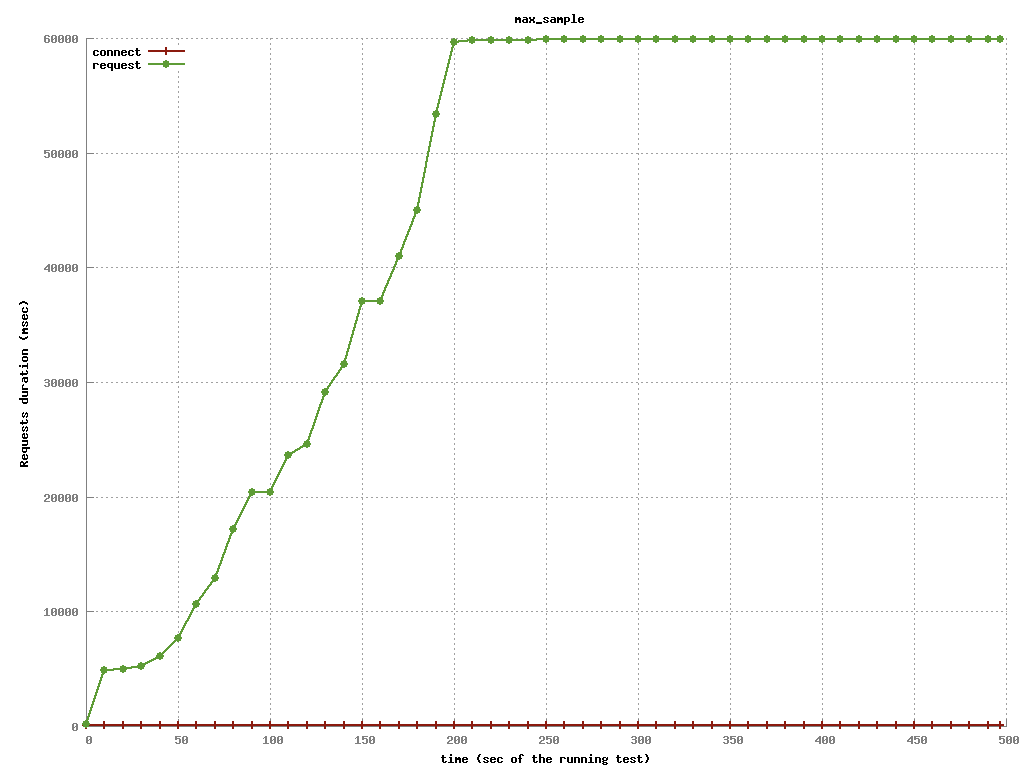 max_sample
connect
request
60000
50000
40000
30000
20000
10000
0
Requests duration (msec)
0 50 100 150 200 250 300 350 400 450 500
time (sec of the running test)